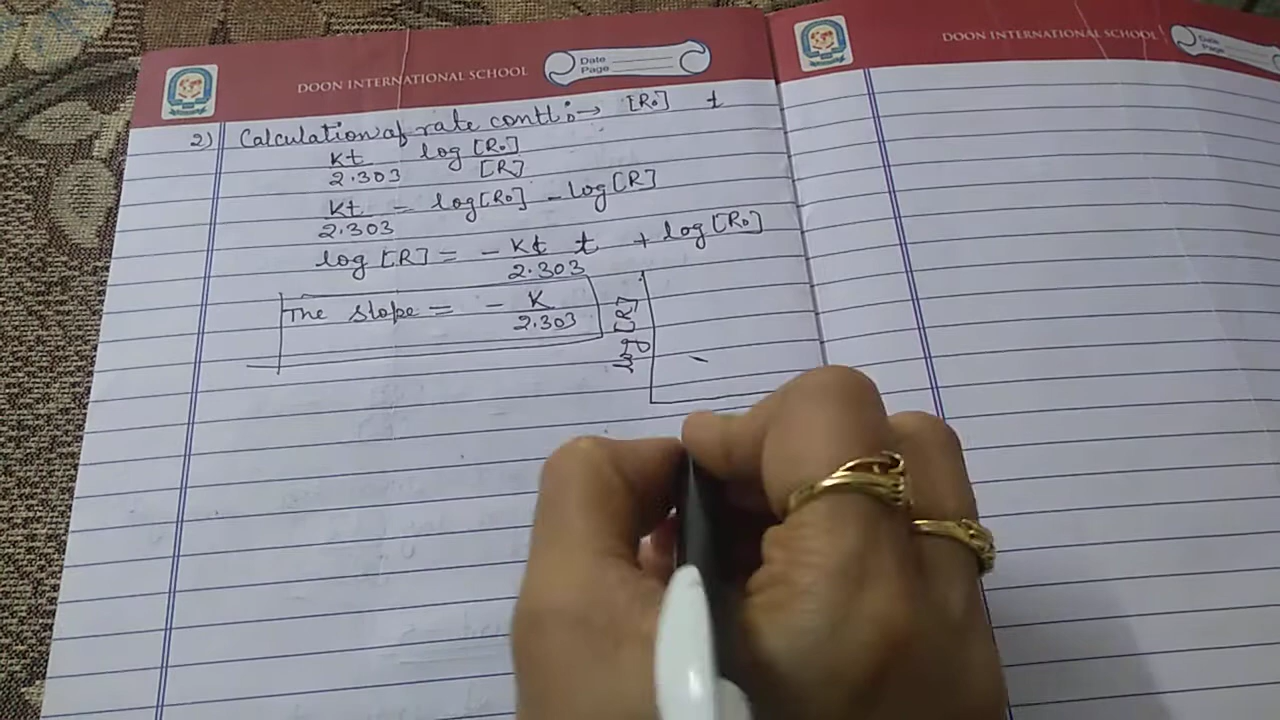 DOON INTERNATIONAL SCHOOL
Date
Page
DOON INTERNATIONAL SCHOOL
Date
Page
2) Calculation of rate contt :→ [R₀] t
Kt log [R₀]
2.303 [R]
Kt = log[R₀] - log[R]
2.303
log [R] = - Kt t + log[R₀]
2.303
The slope = - K
2.303
log [R]